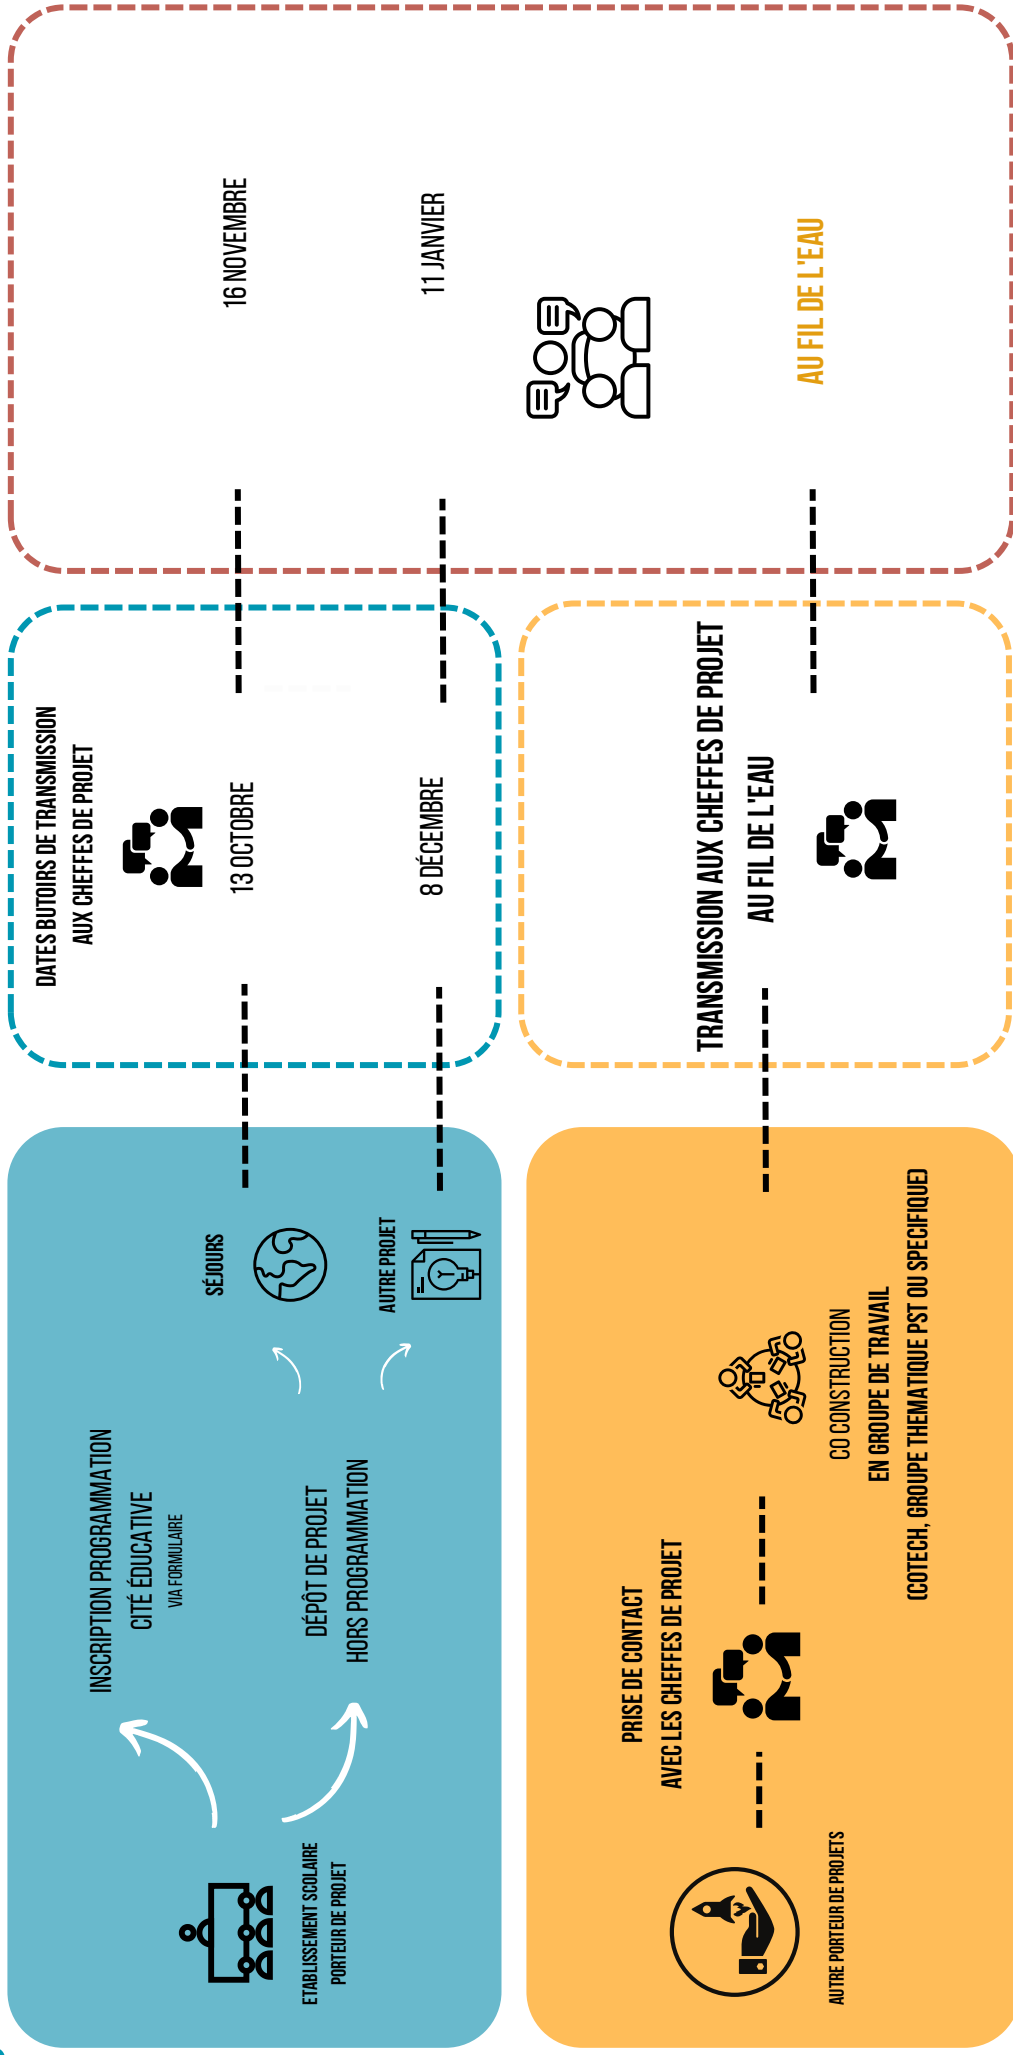 INSCRIPTION PROGRAMMATION
CITÉ ÉDUCATIVE
VIA FORMULAIRE
ETABLISSEMENT SCOLAIRE
PORTEUR DE PROJET
DÉPÔT DE PROJET
HORS PROGRAMMATION
SÉJOURS
AUTRE PROJET
DATES BUTOIRS DE TRANSMISSION
AUX CHEFFES DE PROJET
13 OCTOBRE
8 DÉCEMBRE
16 NOVEMBRE
11 JANVIER
AUTRE PORTEUR DE PROJETS
PRISE DE CONTACT
AVEC LES CHEFFES DE PROJET
CO CONSTRUCTION
EN GROUPE DE TRAVAIL
(COTECH, GROUPE THEMATIQUE PST OU SPECIFIQUE)
TRANSMISSION AUX CHEFFES DE PROJET
AU FIL DE L'EAU
AU FIL DE L'EAU